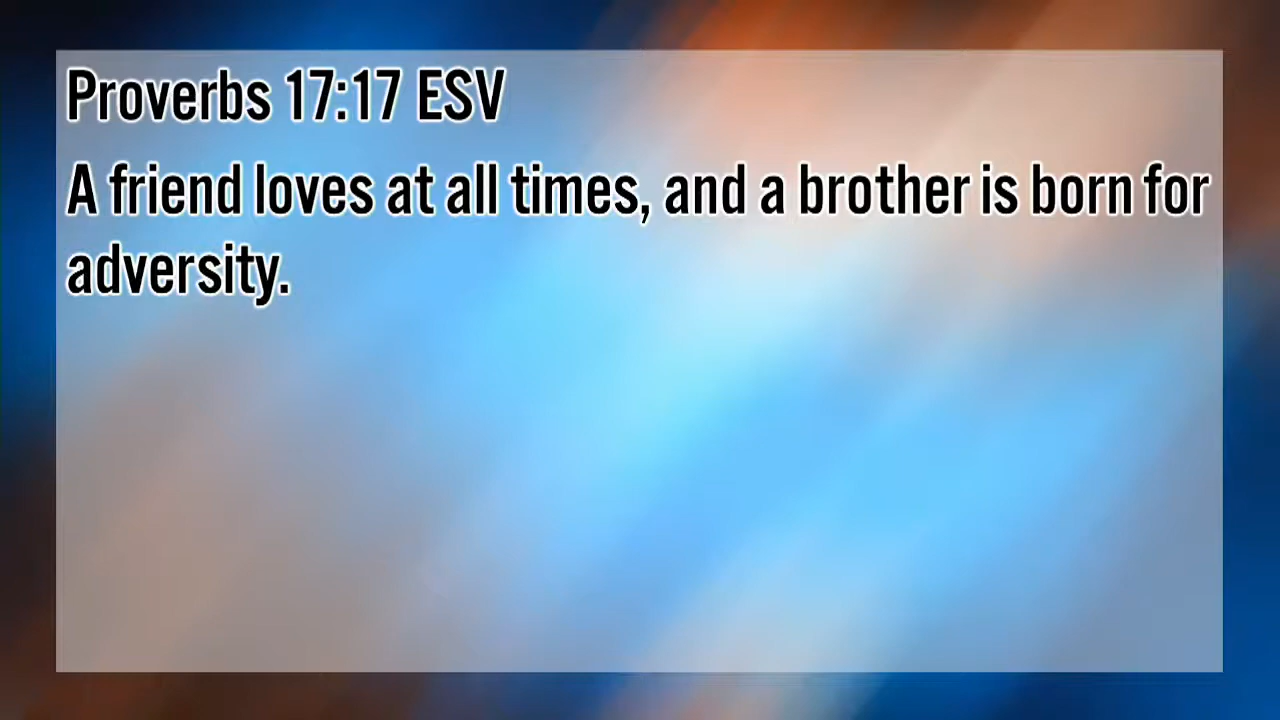 Proverbs 17:17 ESV
A friend loves at all times, and a brother is born for
adversity.